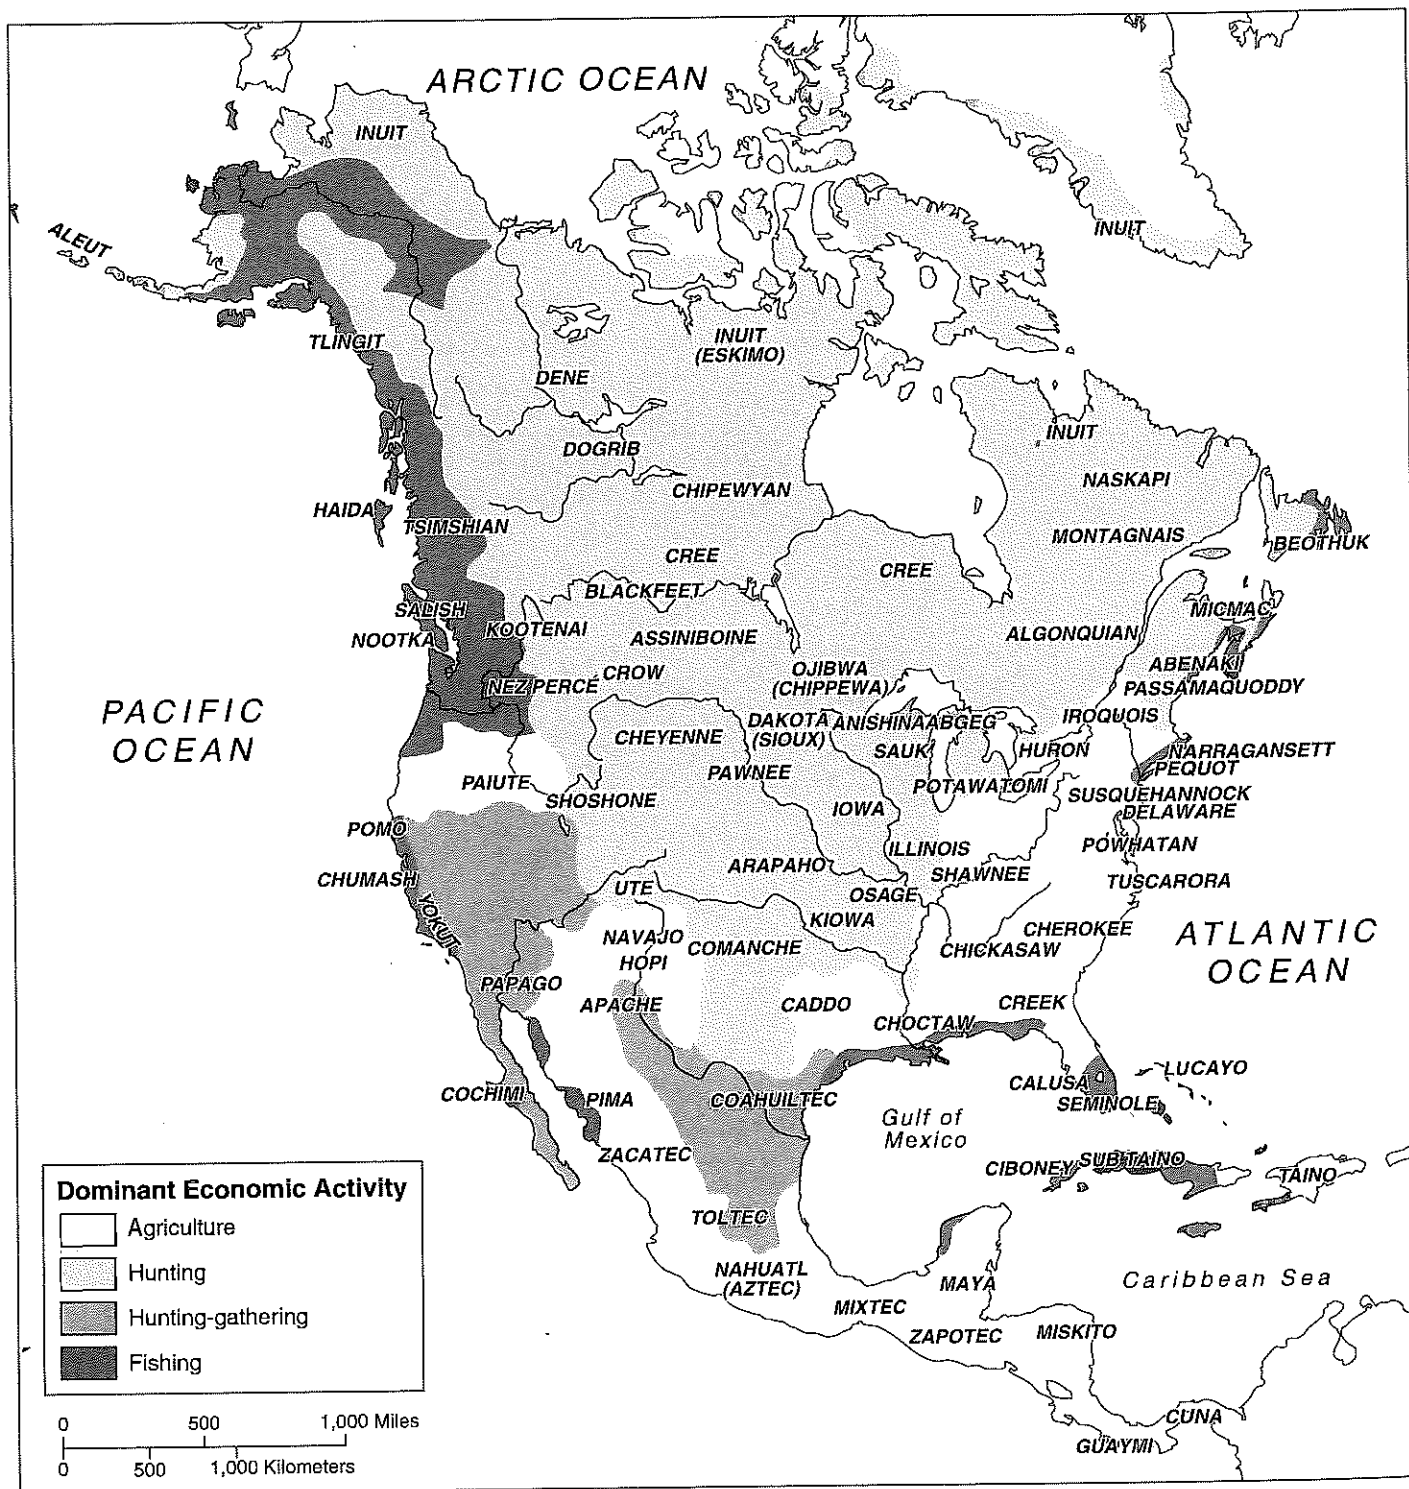 ARCTIC OCEAN
INUIT
ALEUT
INUIT
TLINGIT
INUIT
(ESKIMO)
DENE
INUIT
DOGRIB
NASKAPI
CHIPEWYAN
HAIDA
TSIMSHIAN
MONTAGNAIS
BEOTHUK
CREE
CREE
BLACKFEET
SALISH
MICMAC
NOOTKA
KOOTENAI
ASSINIBOINE
ALGONQUIAN
CROW
OJIBWA
(CHIPPEWA)
ABENAKI
NEZ PERCÉ
PASSAMAQUODDY
PACIFIC
OCEAN
CHEYENNE
DAKOTA
(SIOUX)
ANISHINAABGEG
IROQUOIS
SAUK
HURON
NARRAGANSETT
PAWNEE
PEQUOT
PAIUTE
POTAWATOMI
SHOSHONE
SUSQUEHANNOCK
IOWA
DELAWARE
POMO
ILLINOIS
POWHATAN
CHUMASH
ARAPAHO
SHAWNEE
UTE
OSAGE
TUSCARORA
YOKUT
KIOWA
NAVAJO
COMANCHE
CHICKASAW
CHEROKEE
ATLANTIC
OCEAN
HOPI
PAPAGO
APACHE
CADDO
CREEK
CHOCTAW
COCHIMI
PIMA
COAHUILTEC
CALUSA
LUCAYO
SEMINOLE
Gulf of
Mexico
ZACATEC
CIBONEY
SUB TAINO
TAINO
TOLTEC
NAHUATL
(AZTEC)
MAYA
Caribbean Sea
MIXTEC
ZAPOTEC
MISKITO
CUNA
GUAYMI
Dominant Economic Activity
Agriculture
Hunting
Hunting-gathering
Fishing
0 500 1,000 Miles
0 500 1,000 Kilometers